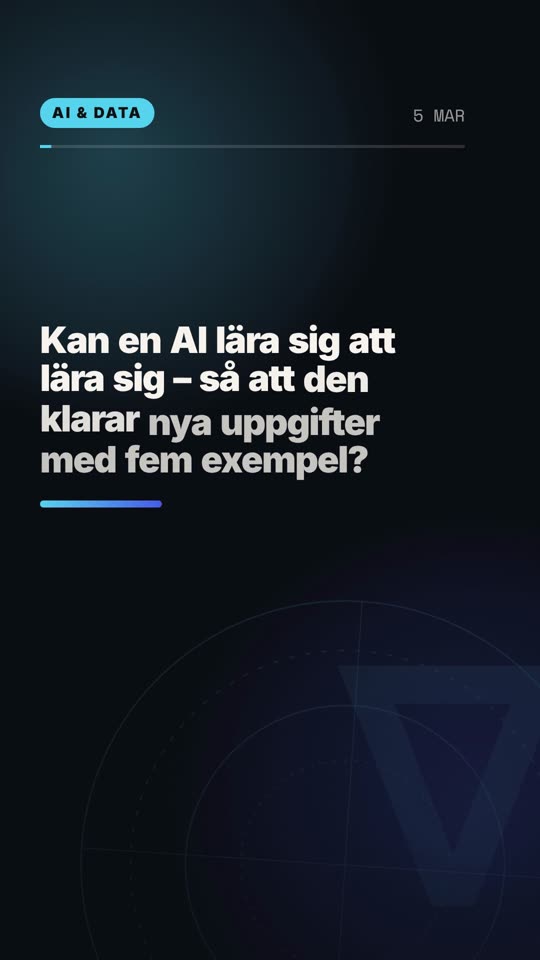 AI & DATA
5 MAR
Kan en AI lära sig att
lära sig – så att den
klarar nya uppgifter
med fem exempel?